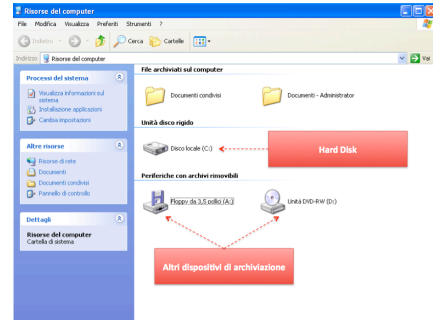 Risorse del computer
File Modifica Visualizza Preferiti Strumenti ?
Indietro Cerca Cartelle
Indirizzo Risorse del computer Vai
Processi del sistema
Visualizza informazioni sul
sistema
Installazione applicazioni
Cambia impostazioni
Altre risorse
Risorse di rete
Documenti
Documenti condivisi
Pannello di controllo
Dettagli
Risorse del computer
Cartella di sistema
File archiviati sul computer
Documenti condivisi Documenti - Administrator
Unità disco rigido
Disco locale (C:) Hard Disk
Periferiche con archivi rimovibili
Floppy da 3,5 pollici (A:) Unità DVD-RW (D:)
Altri dispositivi di archiviazione